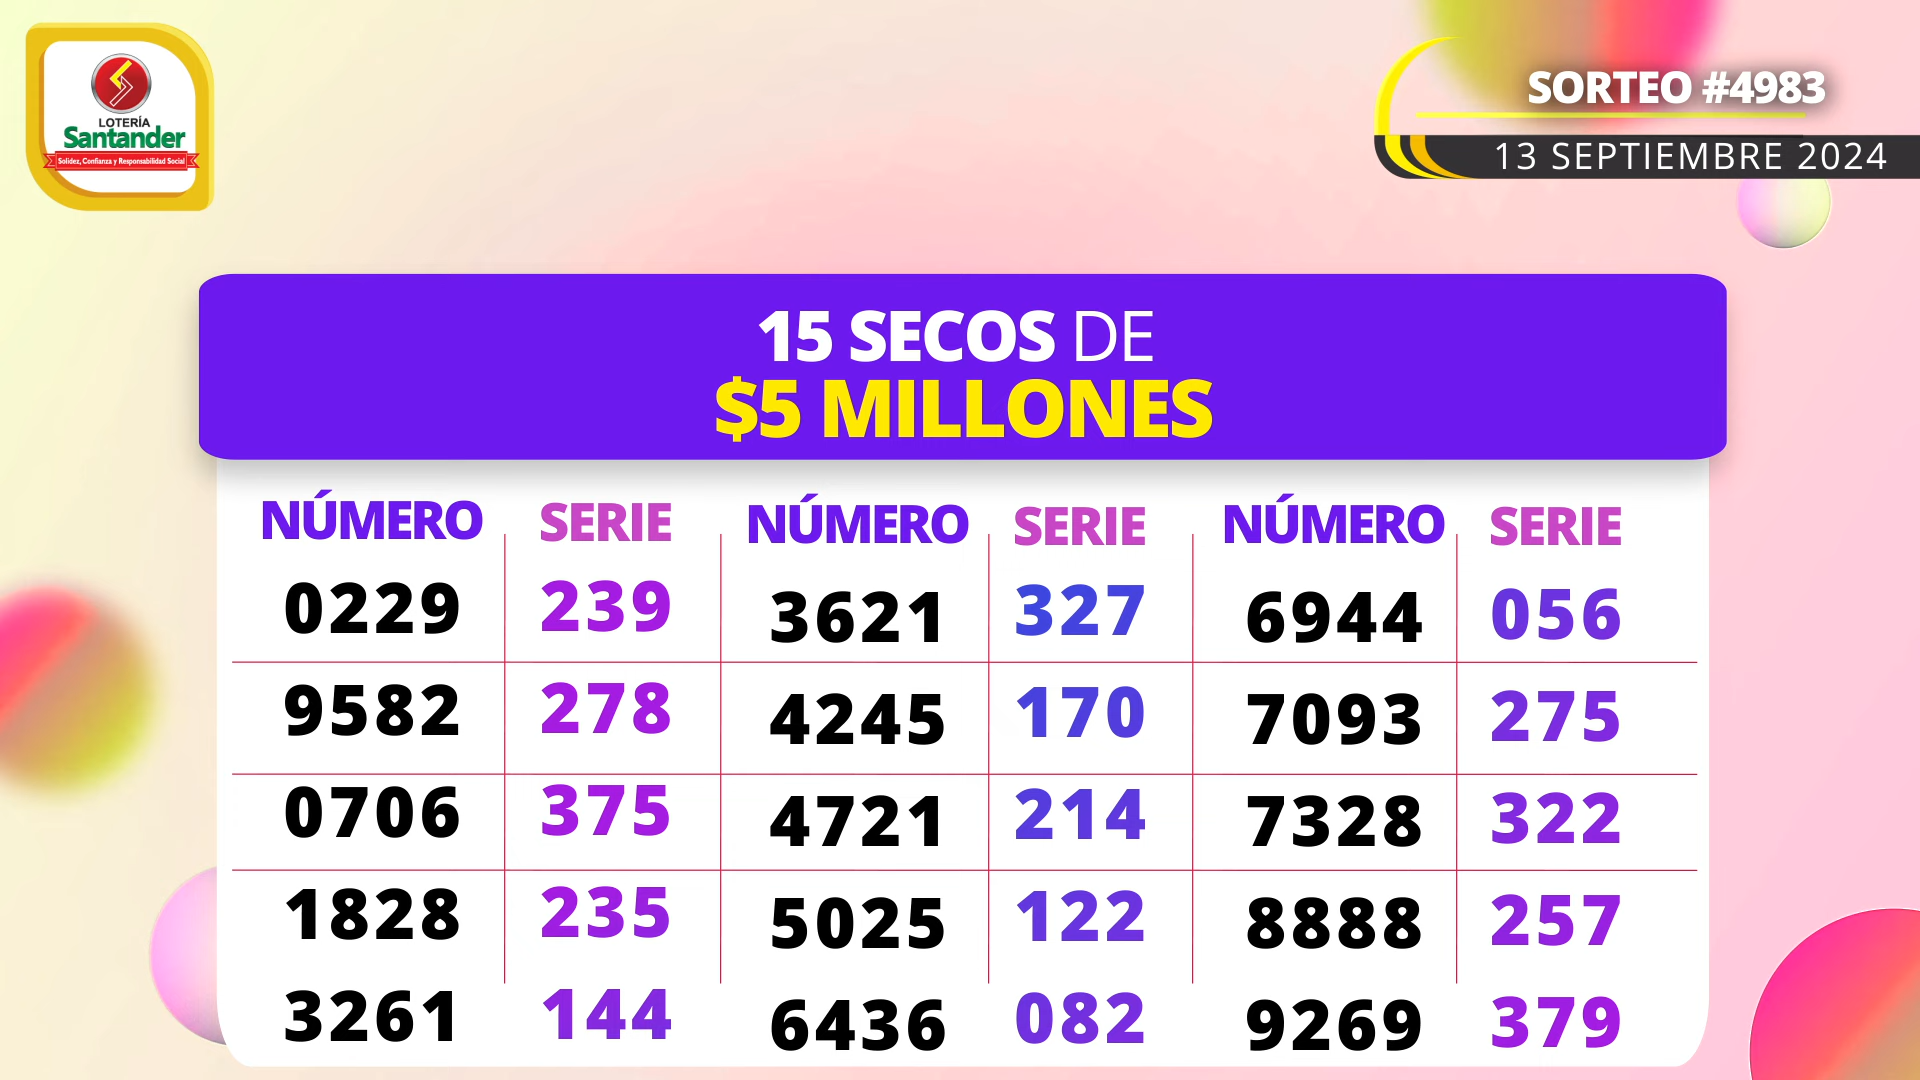 LOTERÍA
Santander
Solidez, Confianza y Responsabilidad Social
SORTEO #4983
13 SEPTIEMBRE 2024
15 SECOS DE
$5 MILLONES
NÚMERO SERIE NÚMERO SERIE NÚMERO SERIE
0229 239 3621 327 6944 056
9582 278 4245 170 7093 275
0706 375 4721 214 7328 322
1828 235 5025 122 8888 257
3261 144 6436 082 9269 379